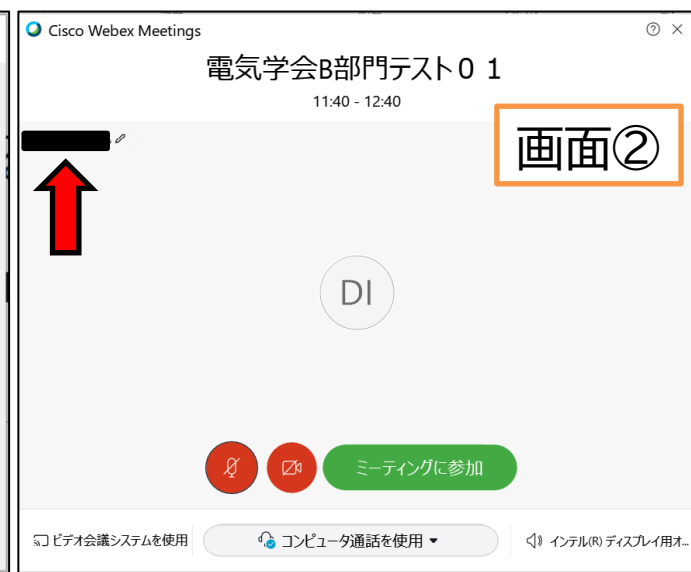 Cisco Webex Meetings
電気学会B部門テスト０１
11:40 - 12:40
画面②
DI
ミーティングに参加
ビデオ会議システムを使用
コンピュータ通話を使用
インテル(R) ディスプレイ用オ...